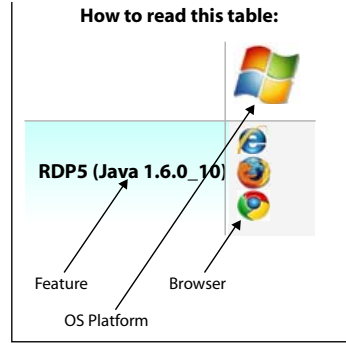 How to read this table:
RDP5 (Java 1.6.0_10)
Feature
Browser
OS Platform